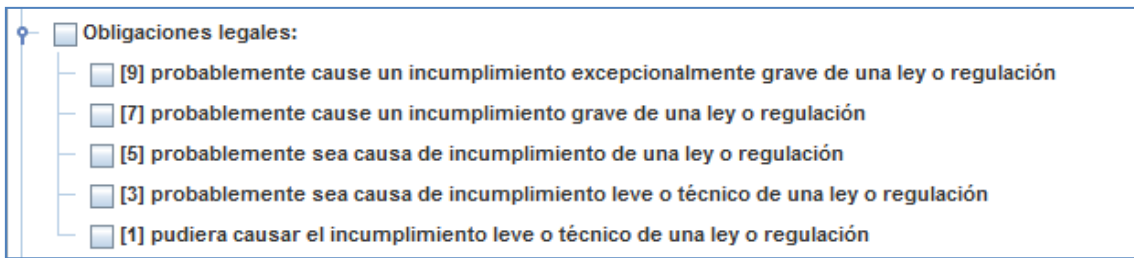 Obligaciones legales:
[9] probablemente cause un incumplimiento excepcionalmente grave de una ley o regulación
[7] probablemente cause un incumplimiento grave de una ley o regulación
[5] probablemente sea causa de incumplimiento de una ley o regulación
[3] probablemente sea causa de incumplimiento leve o técnico de una ley o regulación
[1] pudiera causar el incumplimiento leve o técnico de una ley o regulación